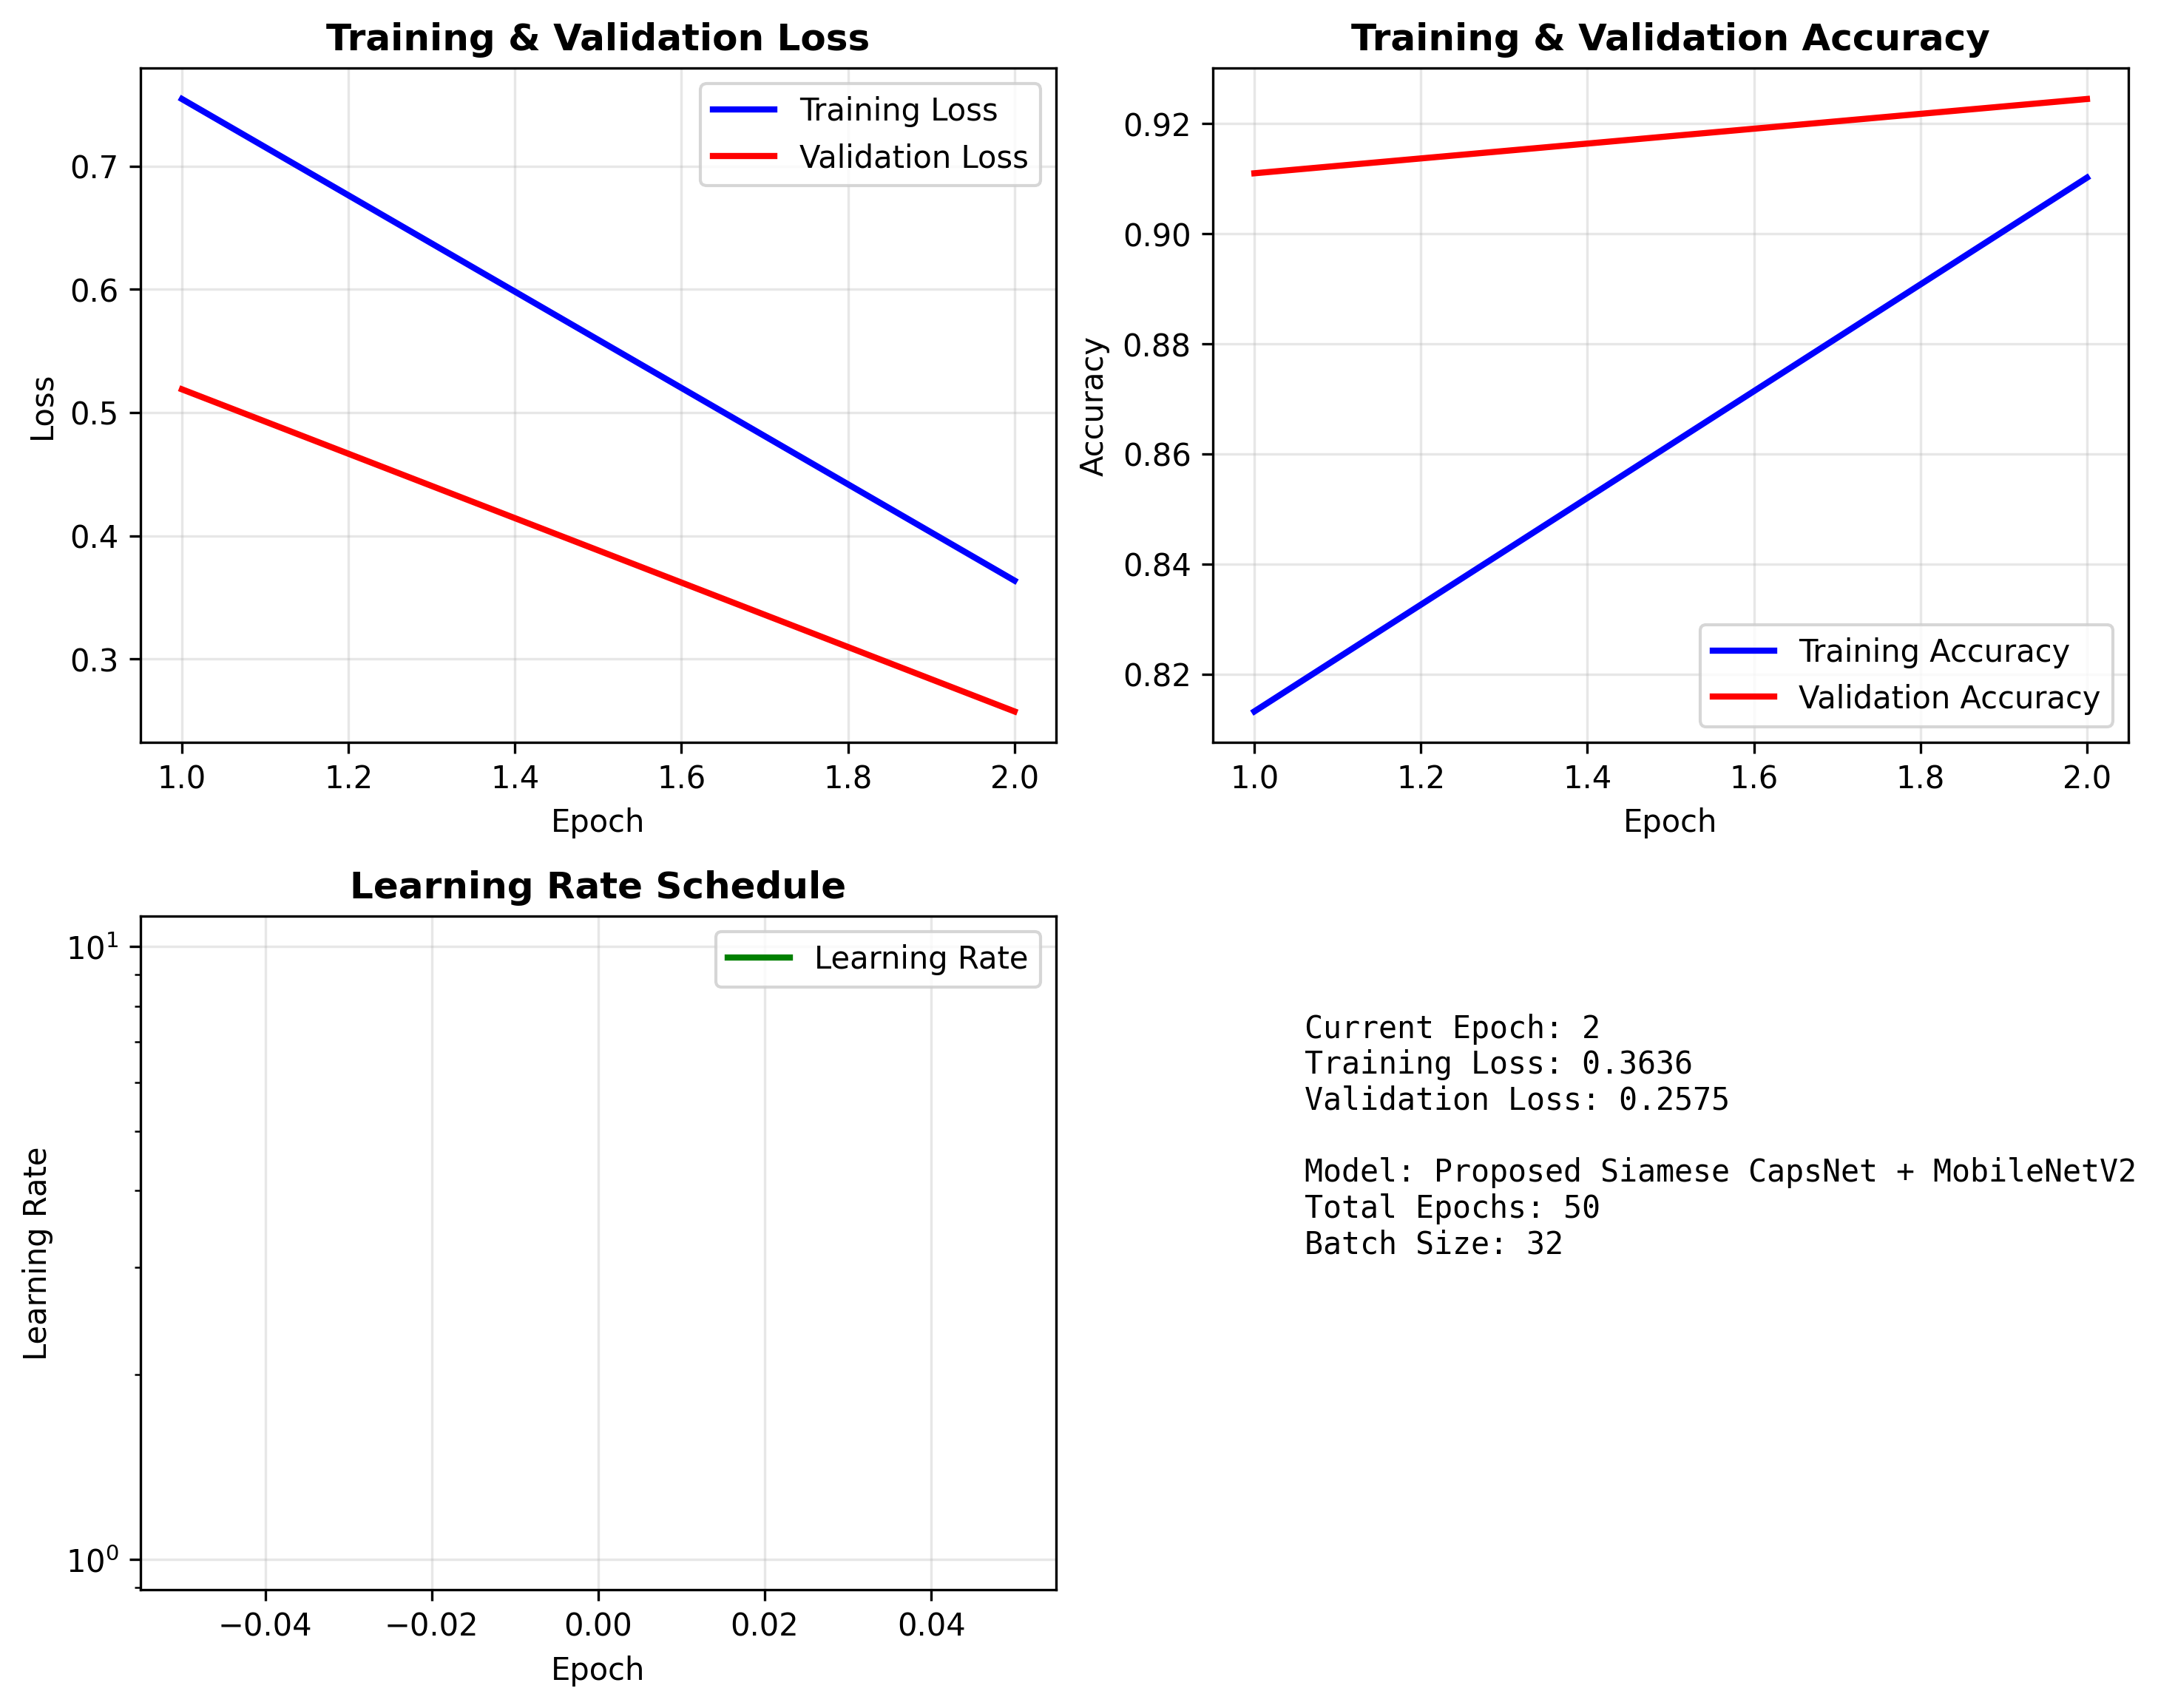 Training & Validation Loss
Loss
0.7
0.6
0.5
0.4
0.3
Training Loss
Validation Loss
1.0 1.2 1.4 1.6 1.8 2.0
Epoch
Training & Validation Accuracy
Accuracy
0.92
0.90
0.88
0.86
0.84
0.82
Training Accuracy
Validation Accuracy
1.0 1.2 1.4 1.6 1.8 2.0
Epoch
Learning Rate Schedule
Learning Rate
10¹
10⁰
Learning Rate
−0.04 −0.02 0.00 0.02 0.04
Epoch
Current Epoch: 2
Training Loss: 0.3636
Validation Loss: 0.2575
Model: Proposed Siamese CapsNet + MobileNetV2
Total Epochs: 50
Batch Size: 32